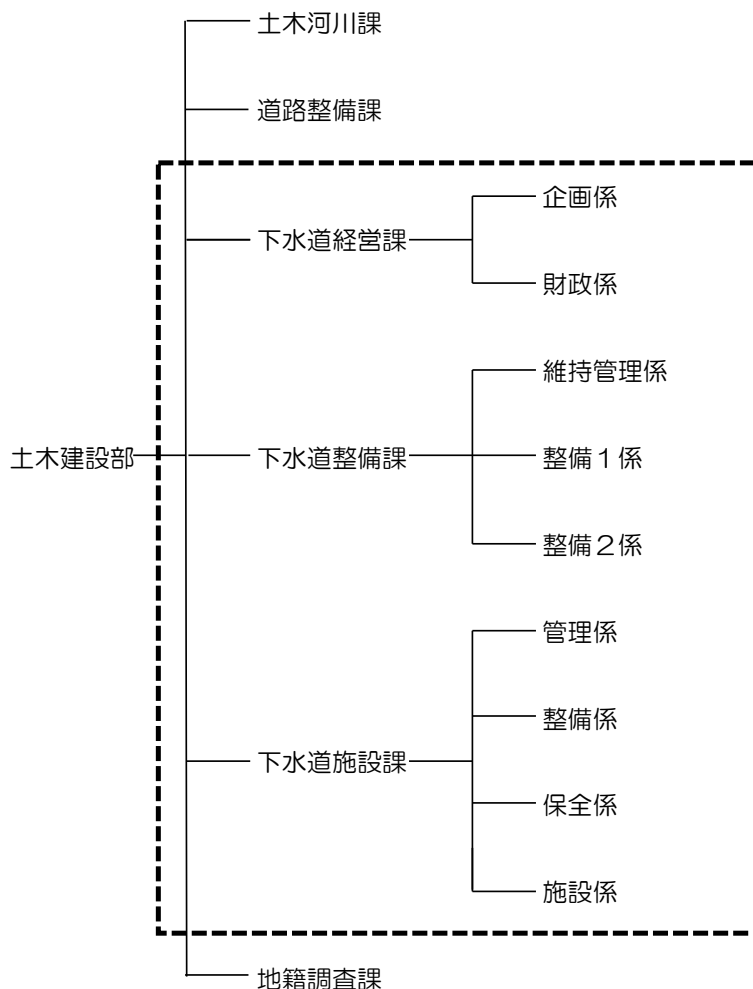 土木河川課
道路整備課
企画係
下水道経営課
財政係
維持管理係
土木建設部
下水道整備課
整備１係
整備２係
管理係
整備係
下水道施設課
保全係
施設係
地籍調査課